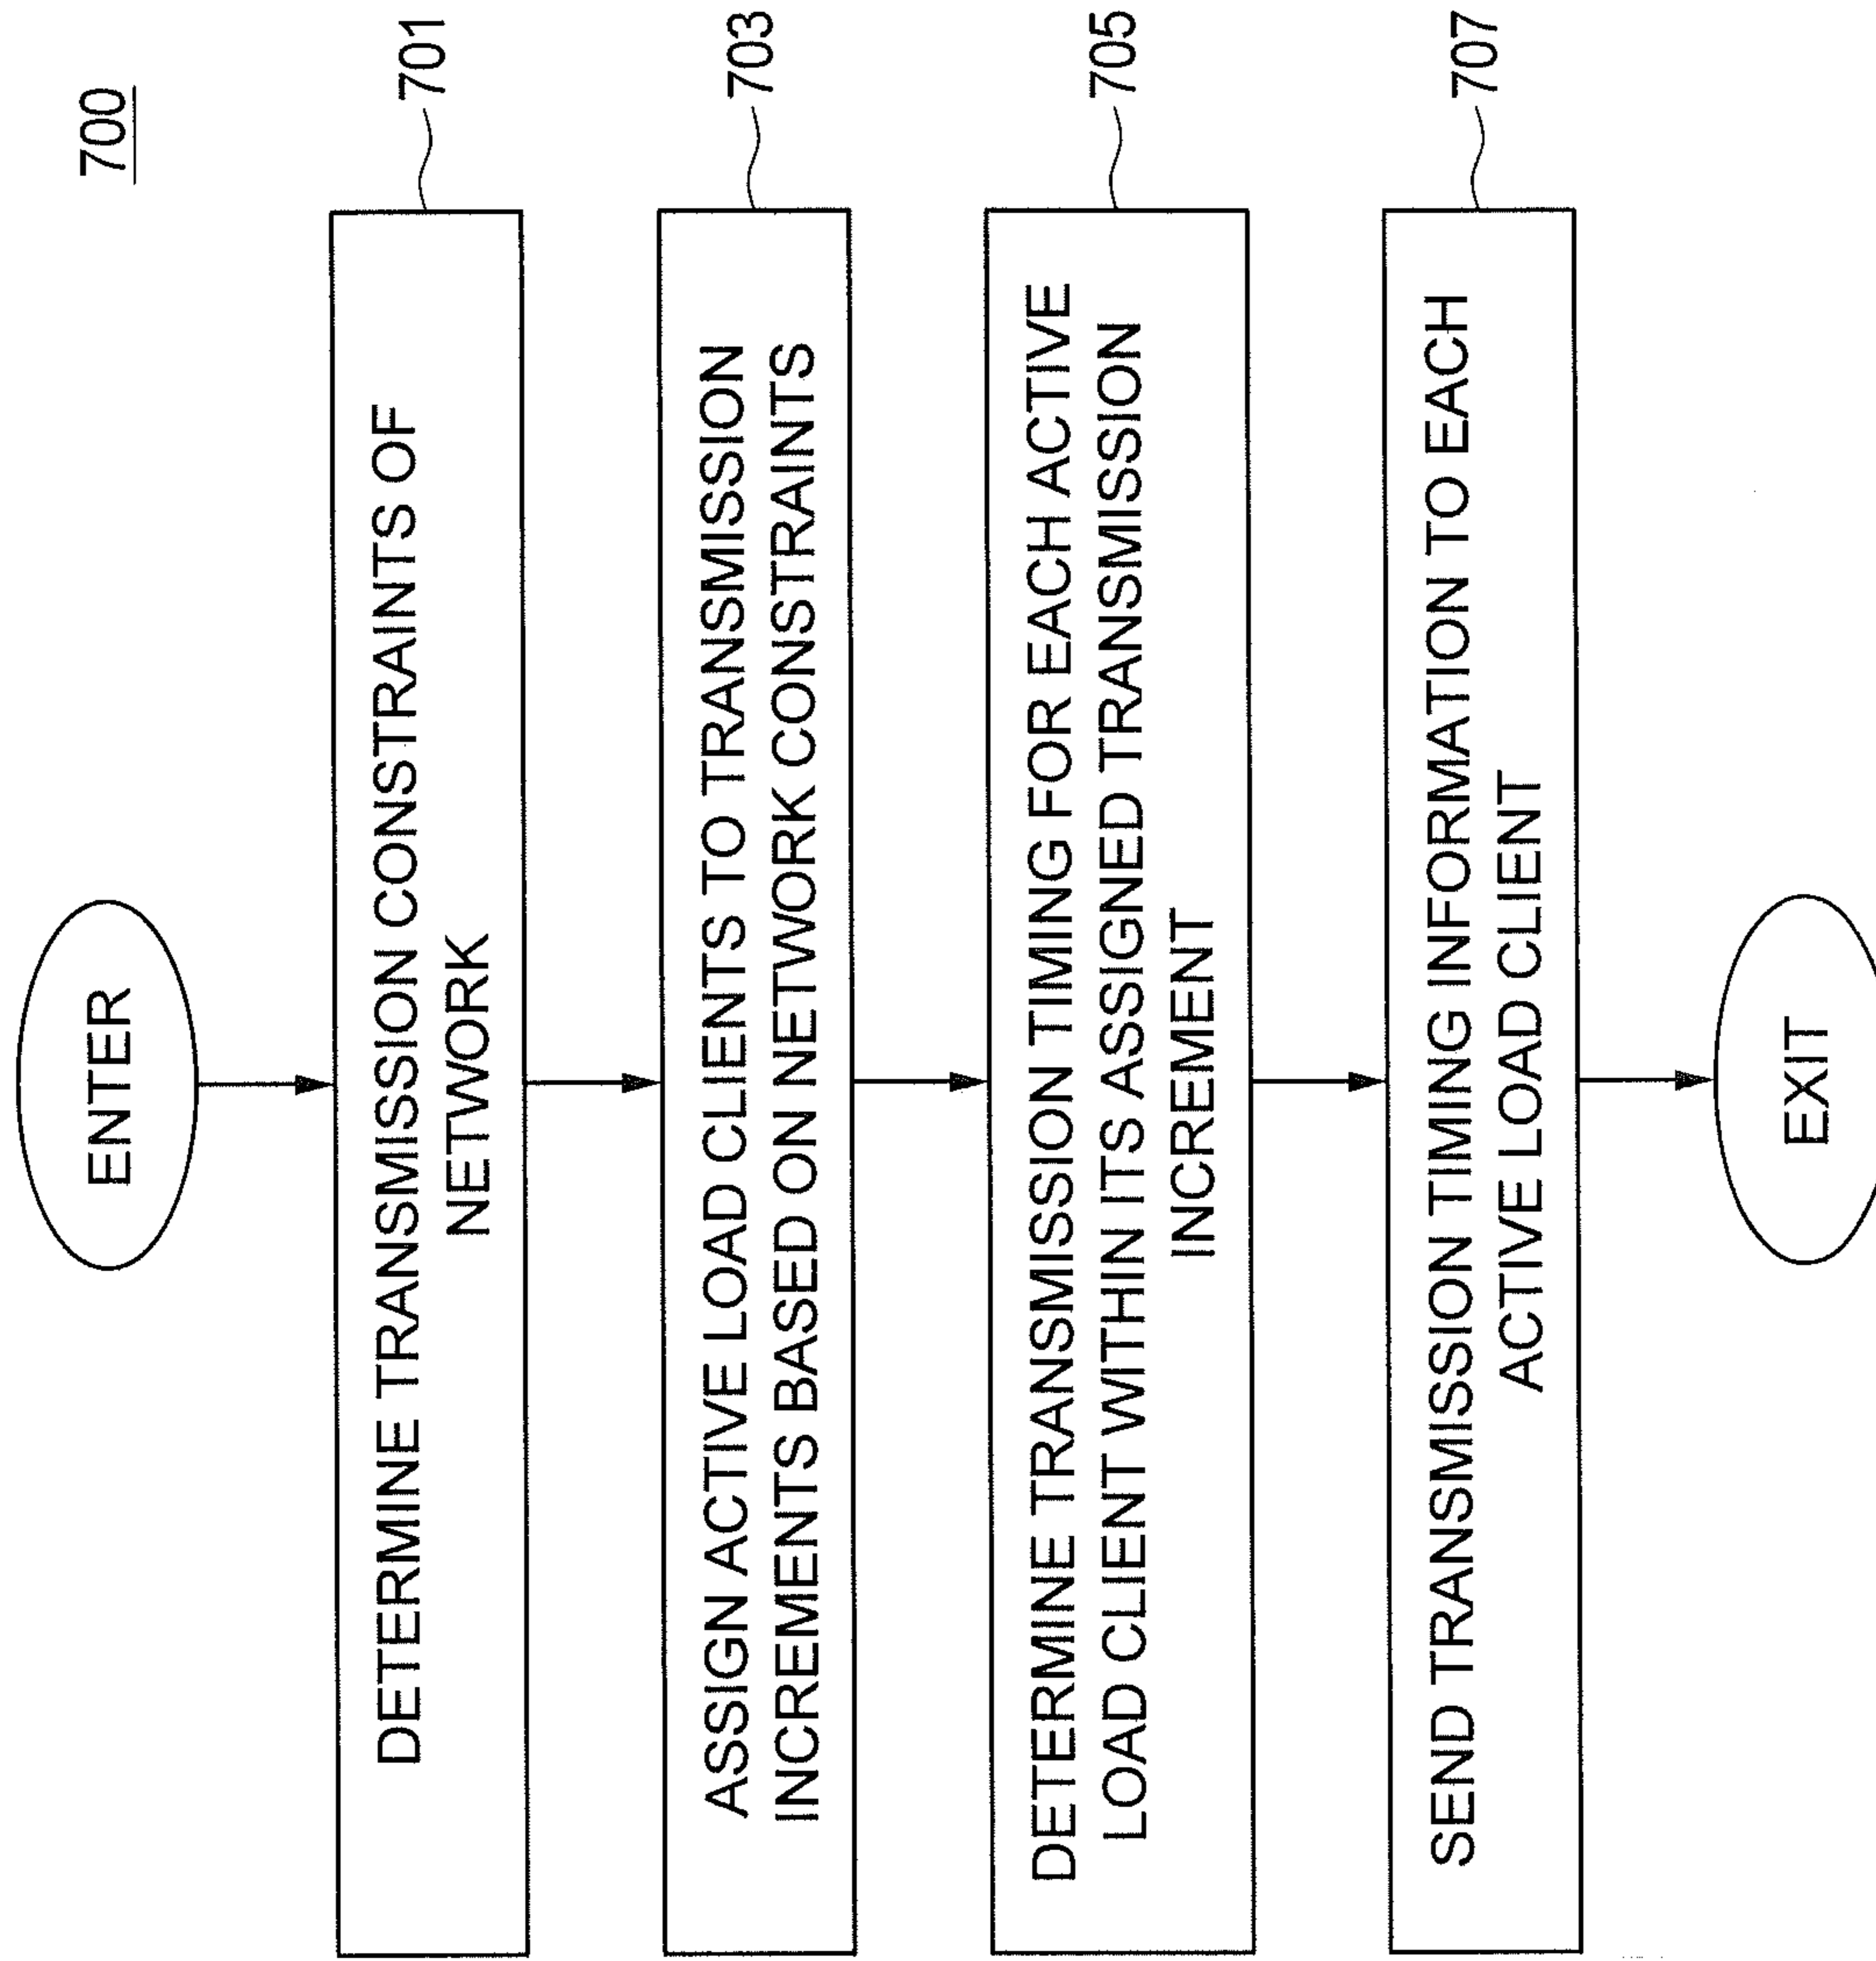 700
ENTER
DETERMINE TRANSMISSION CONSTRAINTS OF
NETWORK
701
ASSIGN ACTIVE LOAD CLIENTS TO TRANSMISSION
INCREMENTS BASED ON NETWORK CONSTRAINTS
703
DETERMINE TRANSMISSION TIMING FOR EACH ACTIVE
LOAD CLIENT WITHIN ITS ASSIGNED TRANSMISSION
INCREMENT
705
SEND TRANSMISSION TIMING INFORMATION TO EACH
ACTIVE LOAD CLIENT
707
EXIT